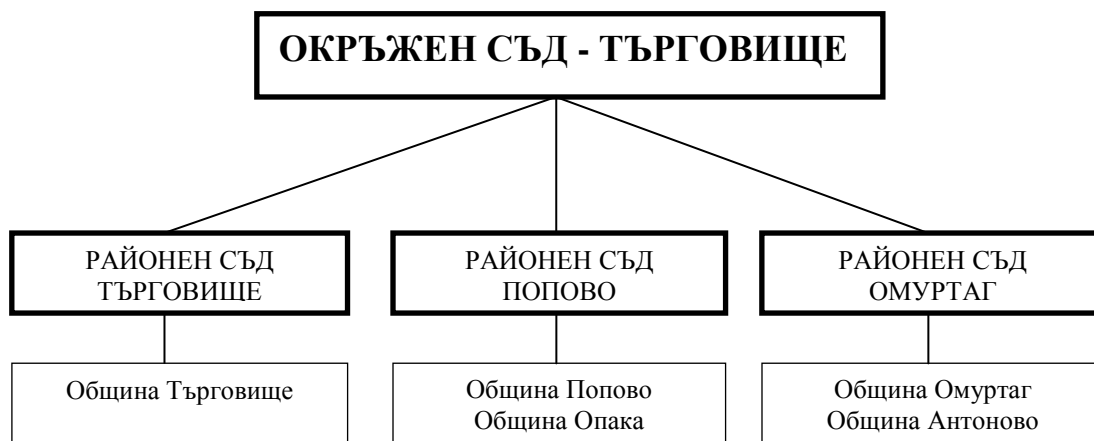 ОКРЪЖЕН СЪД - ТЪРГОВИЩЕ
РАЙОНЕН СЪД
ТЪРГОВИЩЕ
РАЙОНЕН СЪД
ПОПОВО
РАЙОНЕН СЪД
ОМУРТАГ
Община Търговище
Община Попово
Община Опака
Община Омуртаг
Община Антоново